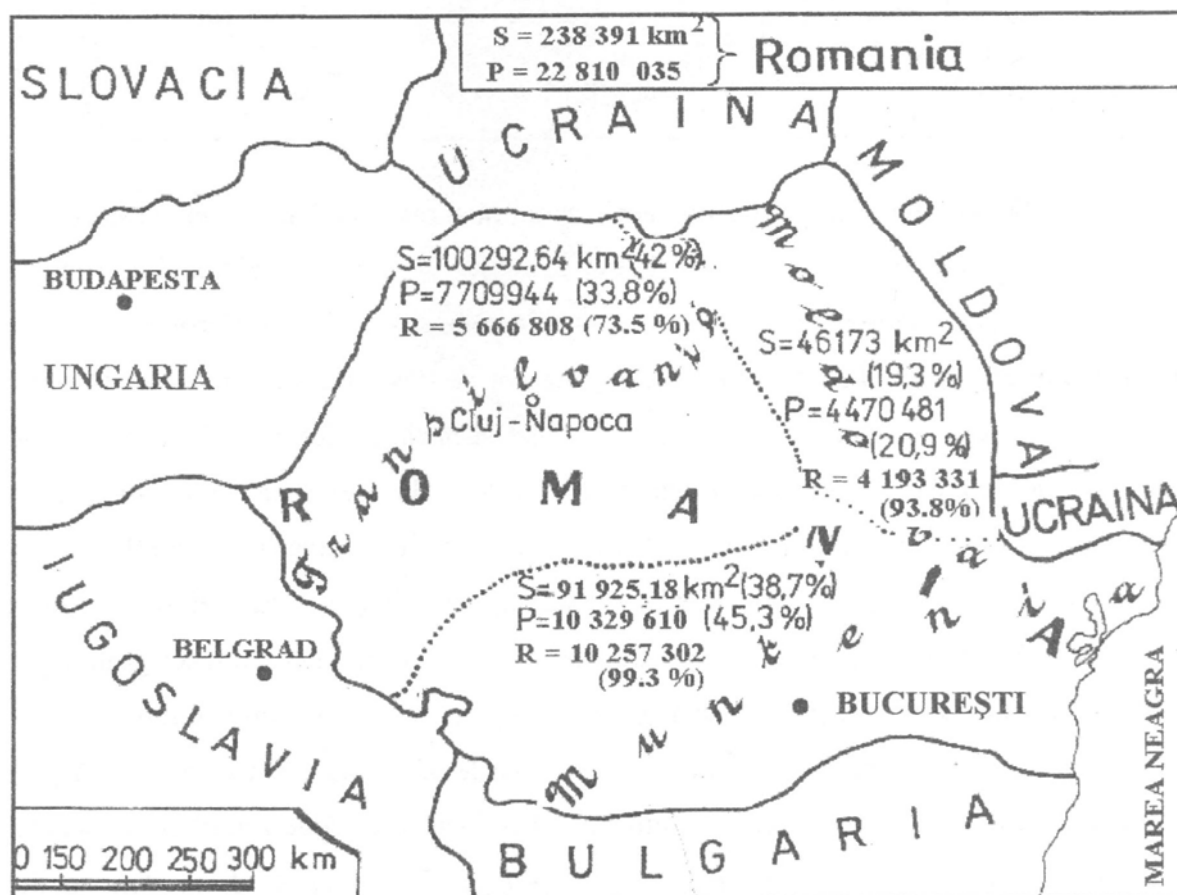 S = 238 391 km²
P = 22 810 035
Romania
SLOVACIA
UCRAINA
MOLDOVA
S=100292,64 km² (42%)
P=7709944 (33,8%)
R = 5 666 808 (73.5 %)
BUDAPESTA
UNGARIA
Moldova
S=46173 km²
(19,3%)
P=4470 481
(20,9%)
R = 4 193 331
(93.8%)
Transilvania
Cluj-Napoca
ROMANIA
UCRAINA
S=91 925.18 km² (38,7%)
P=10 329 610 (45,3%)
R = 10 257 302
(99.3 %)
Muntenia
IUGOSLAVIA
BELGRAD
BUCUREŞTI
MAREA NEAGRA
BULGARIA
0 150 200 250 300 km